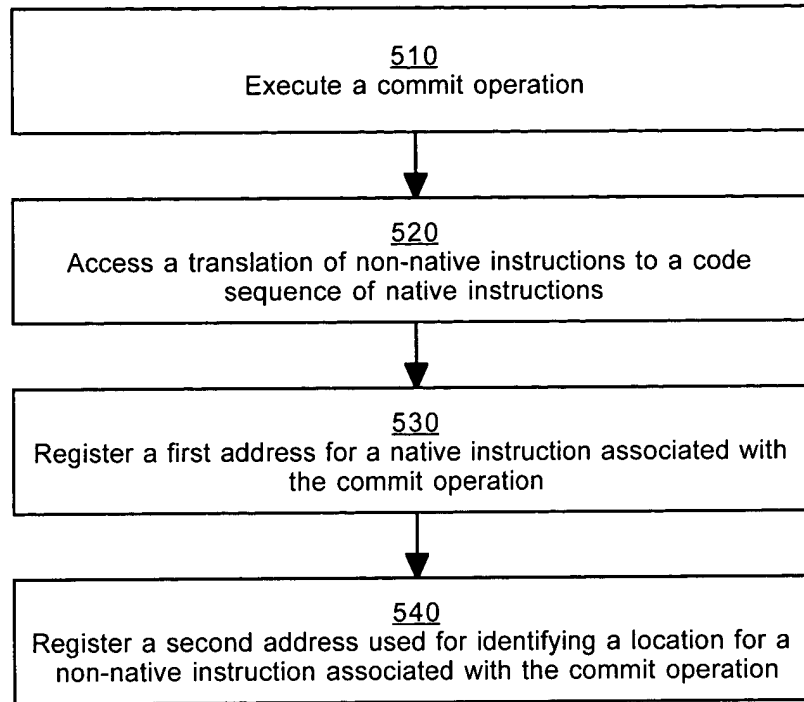 510
Execute a commit operation
520
Access a translation of non-native instructions to a code
sequence of native instructions
530
Register a first address for a native instruction associated with
the commit operation
540
Register a second address used for identifying a location for a
non-native instruction associated with the commit operation